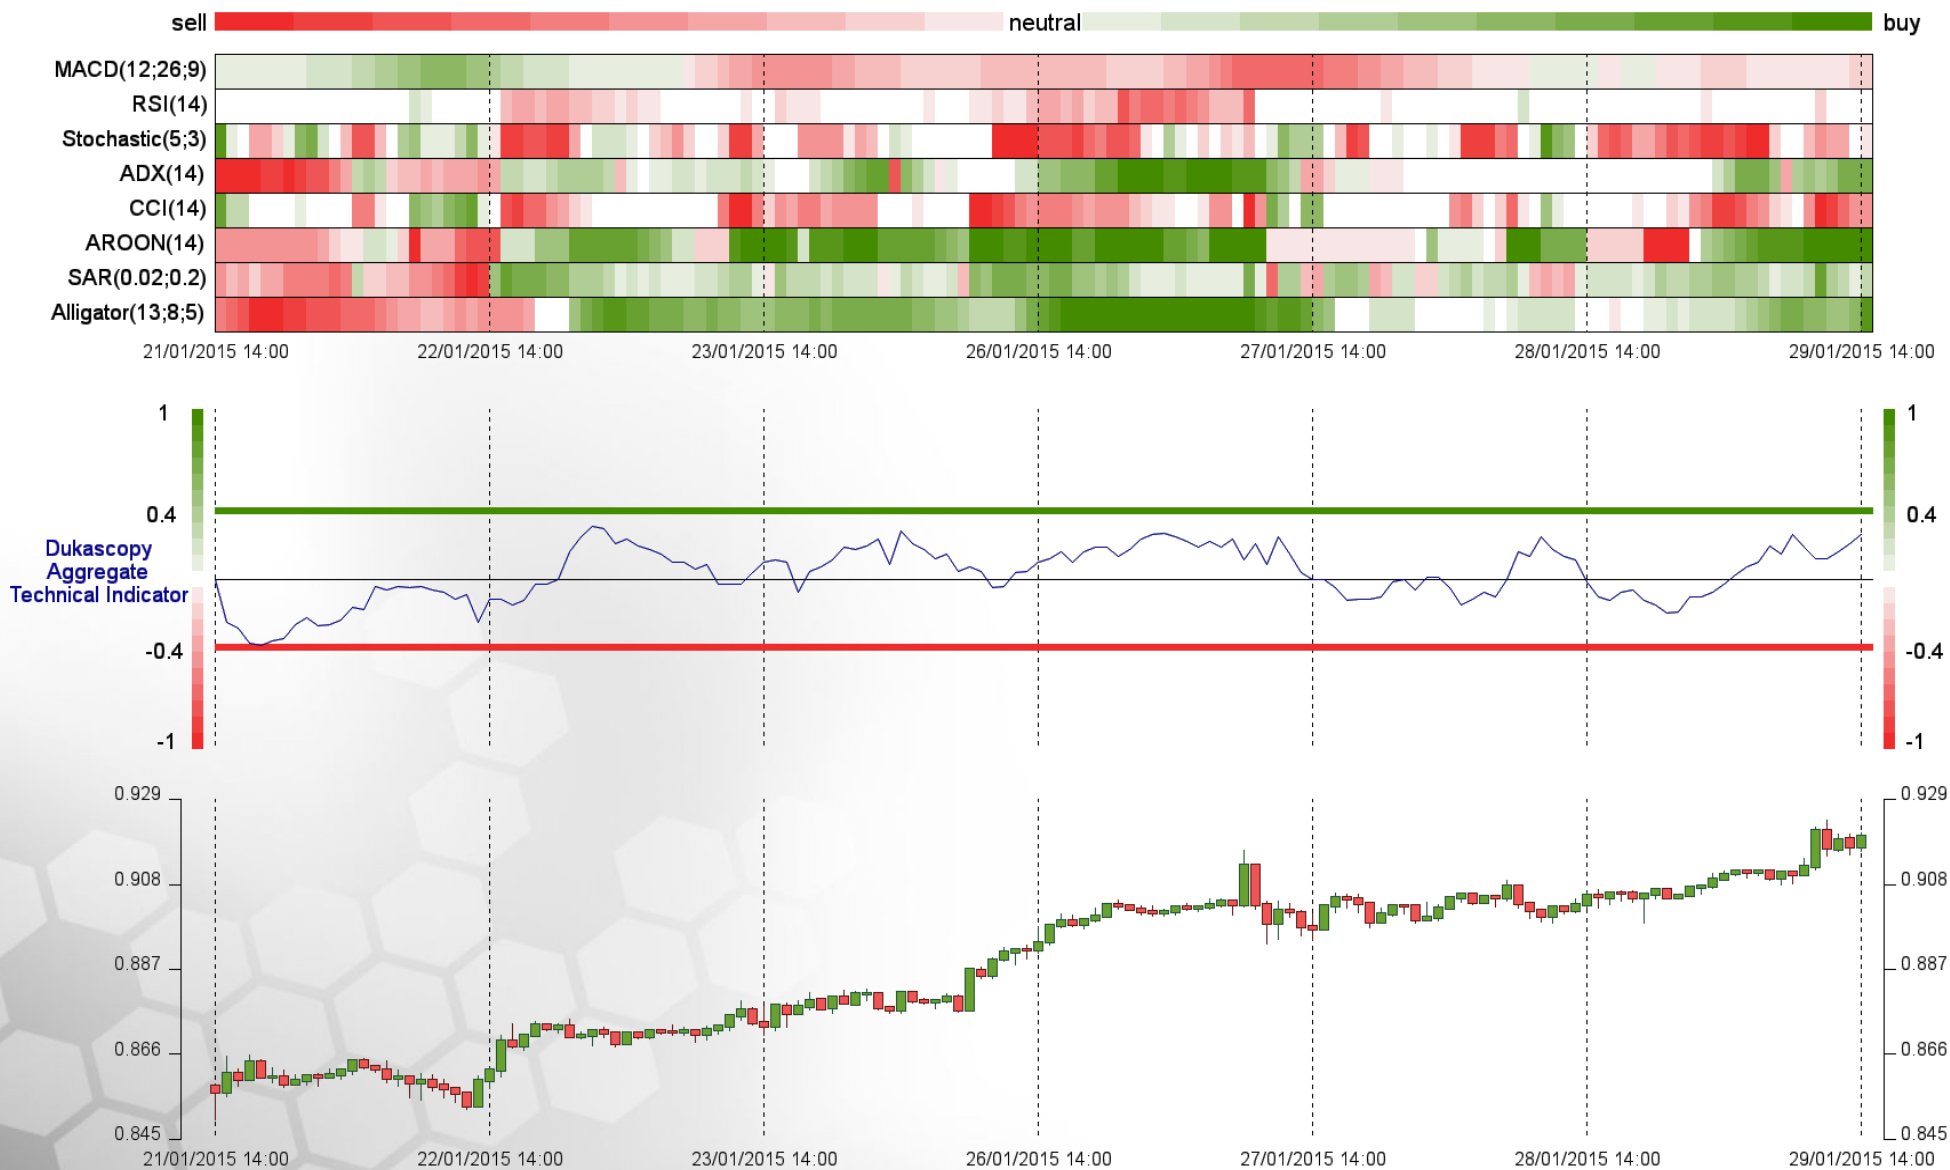 sell neutral buy
MACD(12;26;9)
RSI(14)
Stochastic(5;3)
ADX(14)
CCI(14)
AROON(14)
SAR(0.02;0.2)
Alligator(13;8;5)
21/01/2015 14:00 22/01/2015 14:00 23/01/2015 14:00 26/01/2015 14:00 27/01/2015 14:00 28/01/2015 14:00 29/01/2015 14:00
1 1
0.4 0.4
Dukascopy
Aggregate
Technical Indicator
-0.4 -0.4
-1 -1
0.929 0.929
0.908 0.908
0.887 0.887
0.866 0.866
0.845 0.845
21/01/2015 14:00 22/01/2015 14:00 23/01/2015 14:00 26/01/2015 14:00 27/01/2015 14:00 28/01/2015 14:00 29/01/2015 14:00